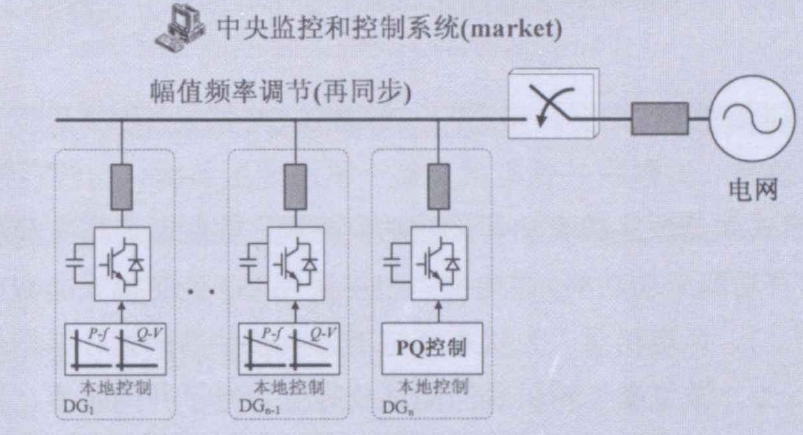 中央监控和控制系统(market)
幅值频率调节(再同步)
电网
P-f Q-V
P-f Q-V
PQ控制
本地控制
本地控制
本地控制
DG₁
DGₙ₋₁
DGₙ